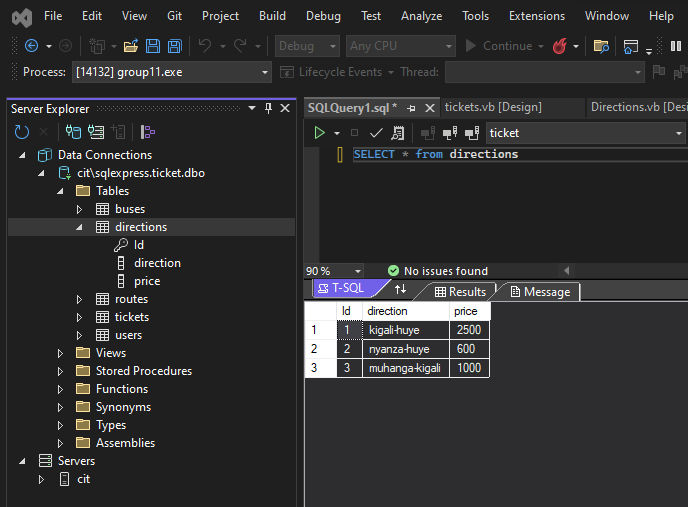 File Edit View Git Project Build Debug Test Analyze Tools Extensions Window Help
Debug Any CPU Continue
Process: [14132] group11.exe Lifecycle Events Thread:
Server Explorer
Data Connections
cit\sqlexpress.ticket.dbo
Tables
buses
directions
Id
direction
price
routes
tickets
users
Views
Stored Procedures
Functions
Synonyms
Types
Assemblies
Servers
cit
SQLQuery1.sql * tickets.vb [Design] Directions.vb [Des
ticket
SELECT * from directions
90 % No issues found
T-SQL Results Message
Id direction price
1 1 kigali-huye 2500
2 2 nyanza-huye 600
3 3 muhanga-kigali 1000